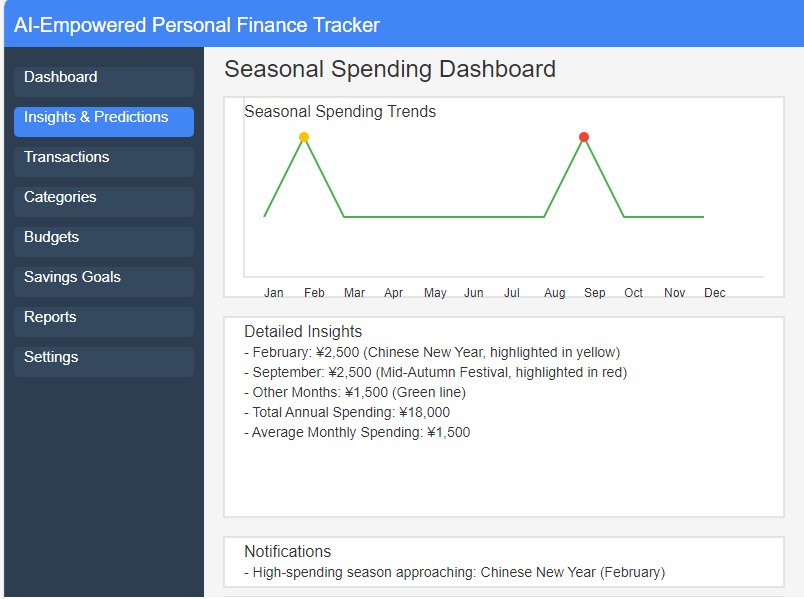 AI-Empowered Personal Finance Tracker
Dashboard
Insights & Predictions
Transactions
Categories
Budgets
Savings Goals
Reports
Settings
Seasonal Spending Dashboard
Seasonal Spending Trends
Jan Feb Mar Apr May Jun Jul Aug Sep Oct Nov Dec
Detailed Insights
- February: ¥2,500 (Chinese New Year, highlighted in yellow)
- September: ¥2,500 (Mid-Autumn Festival, highlighted in red)
- Other Months: ¥1,500 (Green line)
- Total Annual Spending: ¥18,000
- Average Monthly Spending: ¥1,500
Notifications
- High-spending season approaching: Chinese New Year (February)